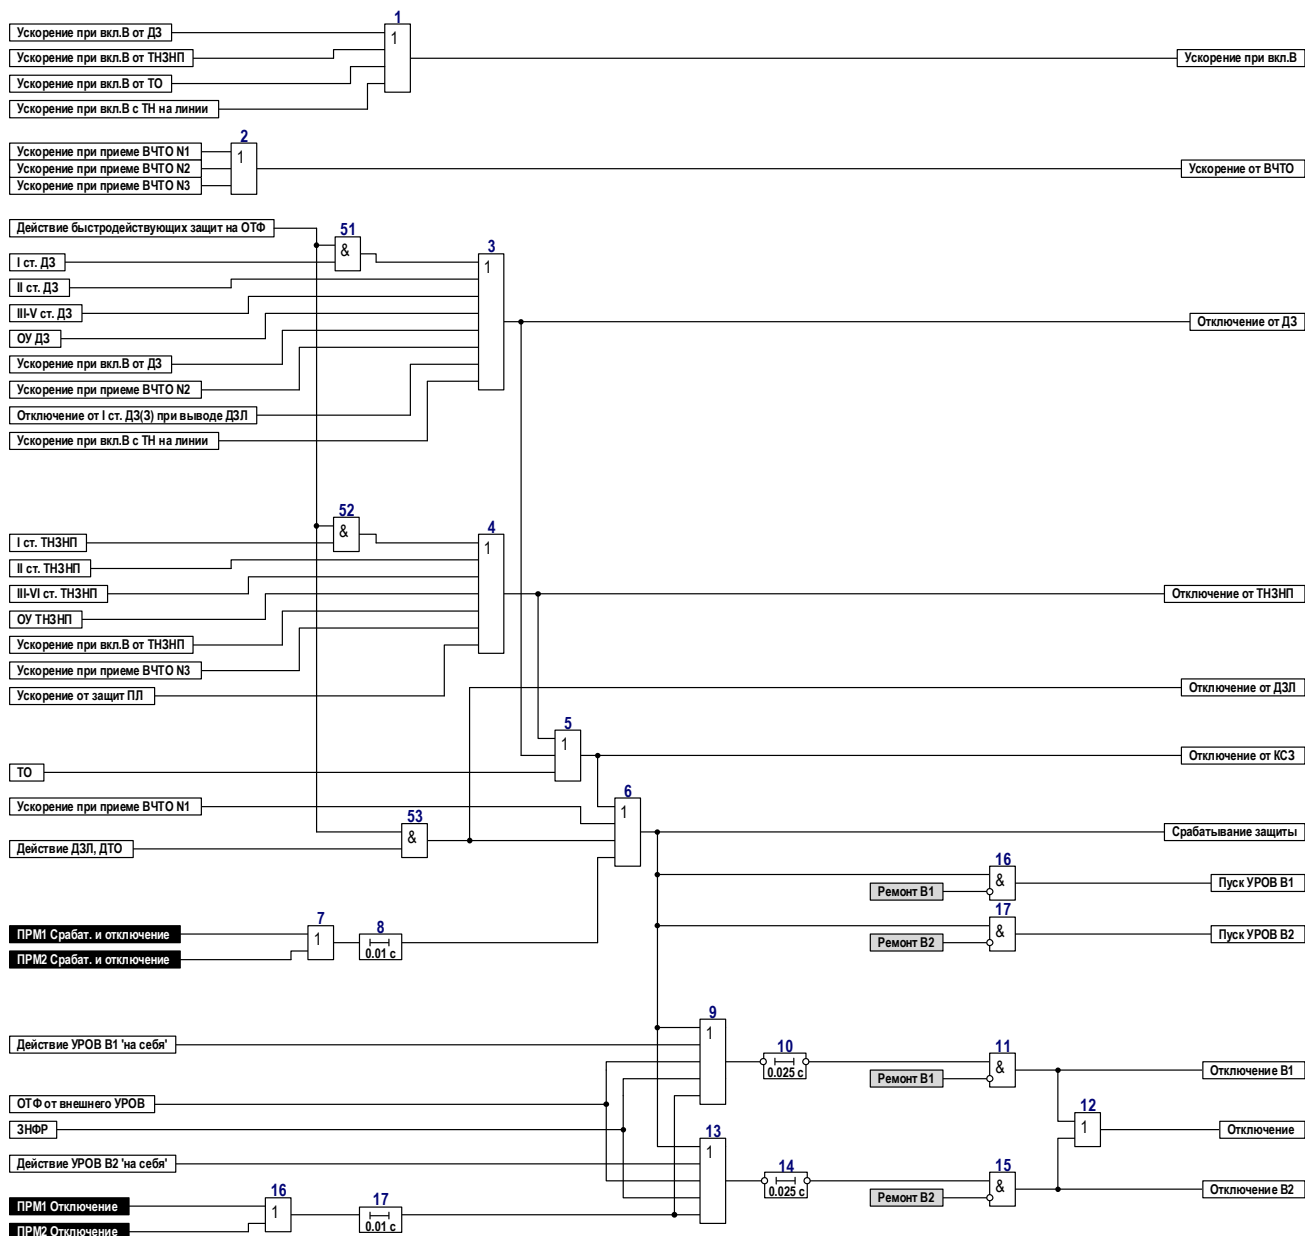 1
Ускорение при вкл.В от ДЗ
1
Ускорение при вкл.В от ТНЗНП
Ускорение при вкл.В
Ускорение при вкл.В от ТО
Ускорение при вкл.В с ТН на линии
2
Ускорение при приеме ВЧТО N1
1
Ускорение при приеме ВЧТО N2
Ускорение от ВЧТО
Ускорение при приеме ВЧТО N3
Действие быстродействующих защит на ОТФ
51
&
3
I ст. ДЗ
1
II ст. ДЗ
III-V ст. ДЗ
Отключение от ДЗ
ОУ ДЗ
Ускорение при вкл.В от ДЗ
Ускорение при приеме ВЧТО N2
Отключение от I ст. ДЗ(З) при выводе ДЗЛ
Ускорение при вкл.В с ТН на линии
52
&
4
I ст. ТНЗНП
1
II ст. ТНЗНП
III-VI ст. ТНЗНП
Отключение от ТНЗНП
ОУ ТНЗНП
Ускорение при вкл.В от ТНЗНП
Ускорение при приеме ВЧТО N3
Ускорение от защит ПЛ
Отключение от ДЗЛ
5
1
Отключение от КСЗ
ТО
6
Ускорение при приеме ВЧТО N1
1
53
&
Срабатывание защиты
Действие ДЗЛ, ДТО
16
&
Пуск УРОВ В1
Ремонт В1
17
&
Пуск УРОВ В2
Ремонт В2
7
8
ПРМ1 Срабат. и отключение
1
0.01 с
ПРМ2 Срабат. и отключение
9
1
Действие УРОВ В1 'на себя'
10
0.025 с
11
&
Отключение В1
Ремонт В1
ОТФ от внешнего УРОВ
12
1
Отключение
ЗНФР
13
1
Действие УРОВ В2 'на себя'
14
0.025 с
15
&
Отключение В2
Ремонт В2
16
17
ПРМ1 Отключение
1
0.01 с
ПРМ2 Отключение